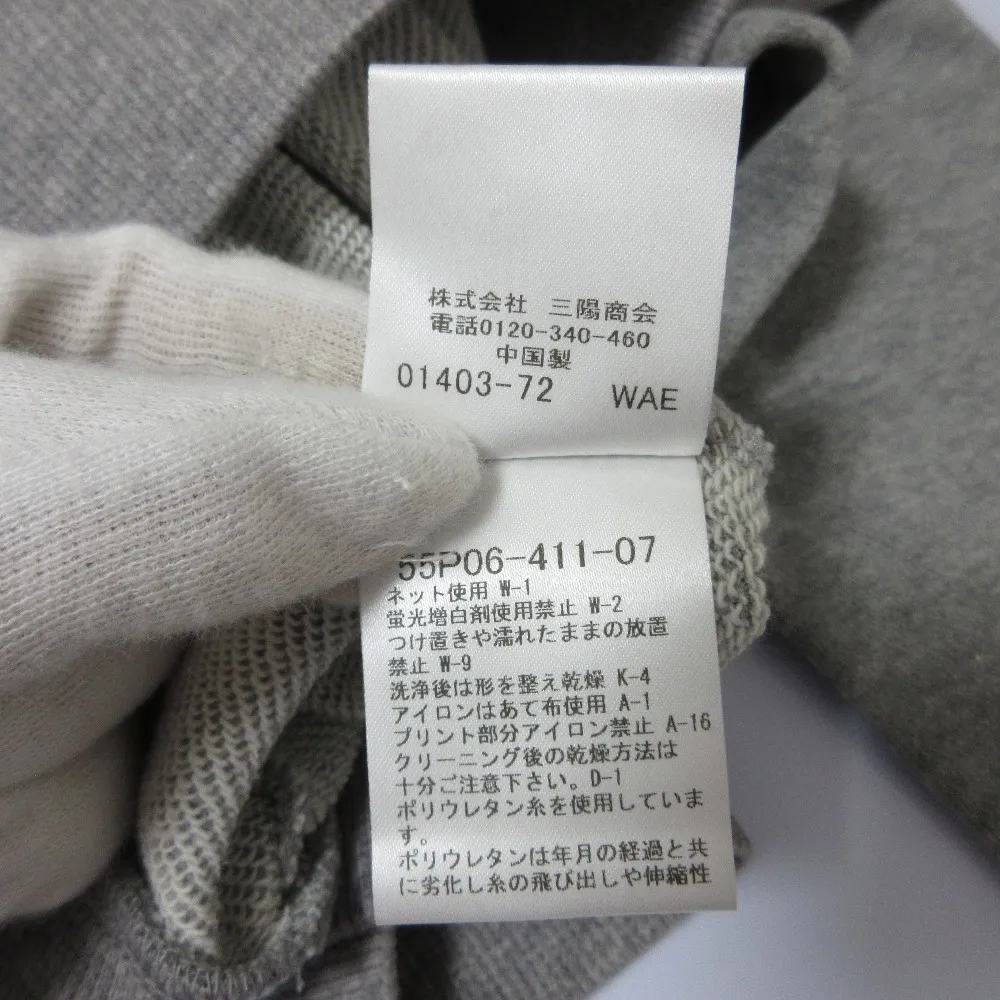 株式会社 三陽商会
電話0120-340-460
中国製
01403-72 WAE
55P06-411-07
ネット使用 W-1
蛍光増白剤使用禁止 W-2
つけ置きや濡れたままの放置
禁止 W-9
洗浄後は形を整え乾燥 K-4
アイロンはあて布使用 A-1
プリント部分アイロン禁止 A-16
クリーニング後の乾燥方法は
十分ご注意下さい。D-1
ポリウレタン糸を使用していま
す。
ポリウレタンは年月の経過と共
に劣化し糸の飛び出しや伸縮性